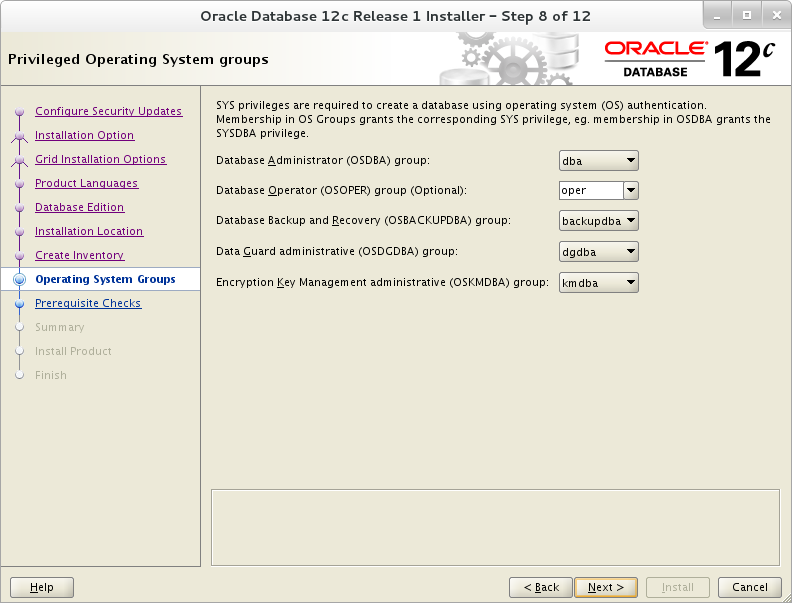 Oracle Database 12c Release 1 Installer – Step 8 of 12
Privileged Operating System groups
ORACLE®
DATABASE
12c
Configure Security Updates
Installation Option
Grid Installation Options
Product Languages
Database Edition
Installation Location
Create Inventory
Operating System Groups
Prerequisite Checks
Summary
Install Product
Finish
SYS privileges are required to create a database using operating system (OS) authentication.
Membership in OS Groups grants the corresponding SYS privilege, eg. membership in OSDBA grants the
SYSDBA privilege.
Database Administrator (OSDBA) group: dba
Database Operator (OSOPER) group (Optional): oper
Database Backup and Recovery (OSBACKUPDBA) group: backupdba
Data Guard administrative (OSDGDBA) group: dgdba
Encryption Key Management administrative (OSKMDBA) group: kmdba
Help
< Back
Next >
Install
Cancel